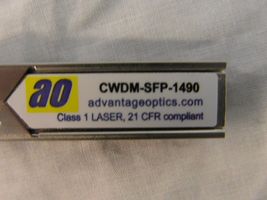 ao
CWDM-SFP-1490
advantageoptics.com
Class 1 LASER, 21 CFR compliant